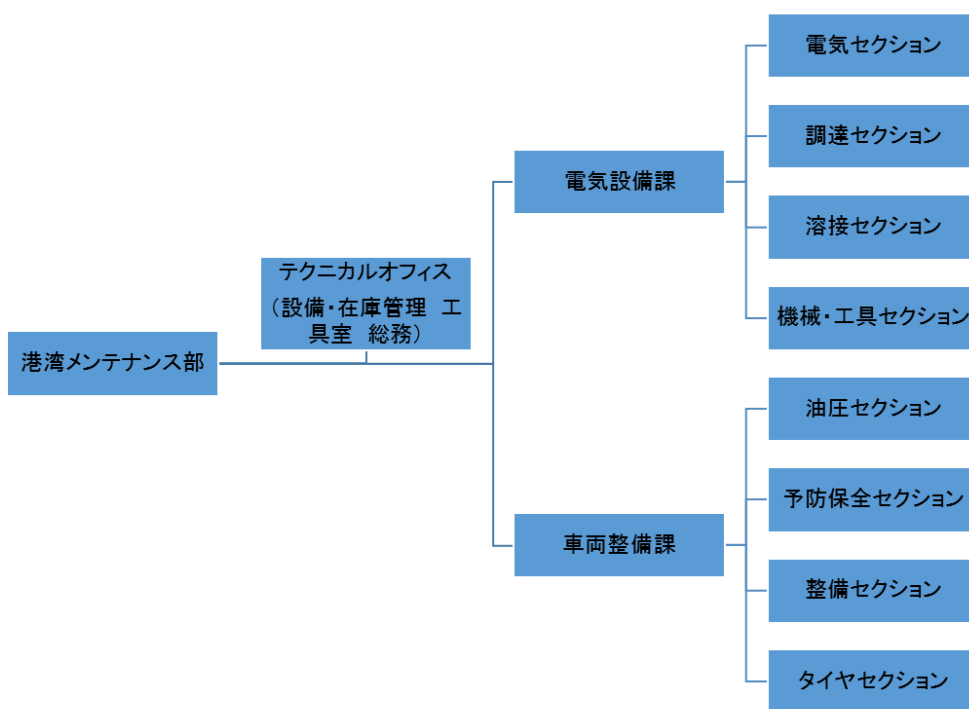 港湾メンテナンス部
テクニカルオフィス
（設備・在庫管理　工
具室　総務）
電気設備課
電気セクション
調達セクション
溶接セクション
機械・工具セクション
車両整備課
油圧セクション
予防保全セクション
整備セクション
タイヤセクション